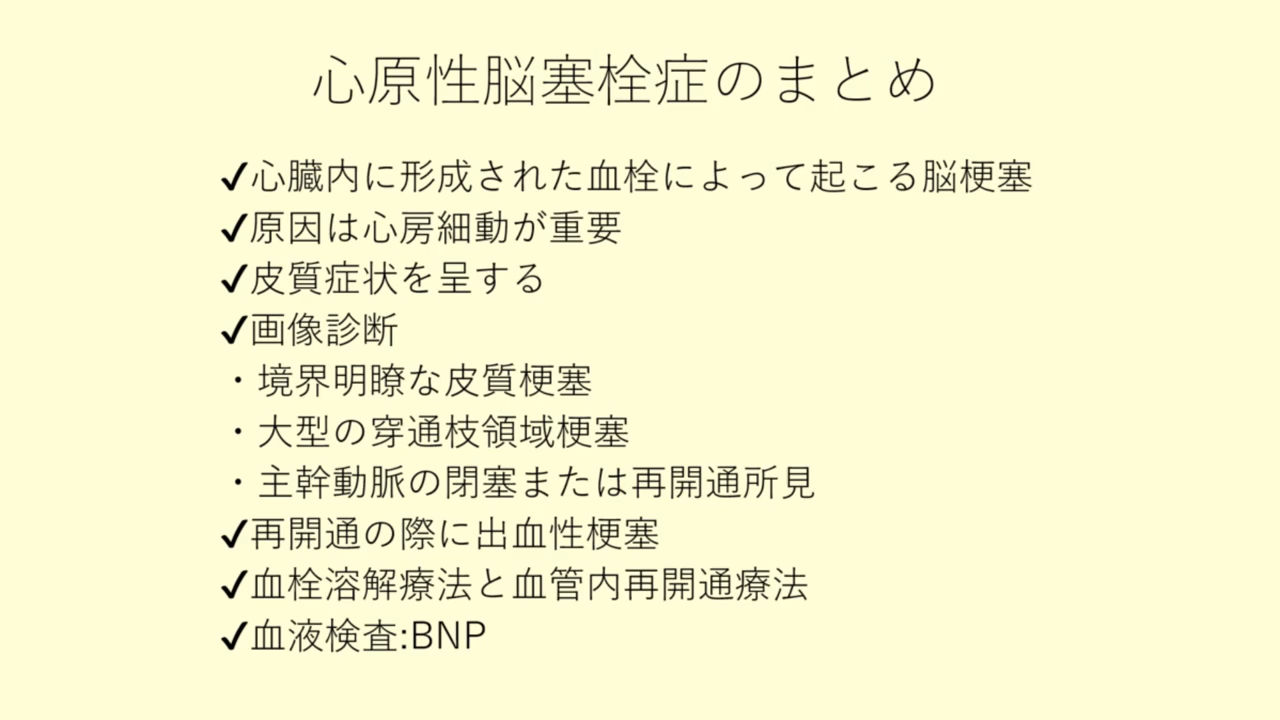 心原性脳塞栓症のまとめ
✓心臓内に形成された血栓によって起こる脳梗塞
✓原因は心房細動が重要
✓皮質症状を呈する
✓画像診断
・境界明瞭な皮質梗塞
・大型の穿通枝領域梗塞
・主幹動脈の閉塞または再開通所見
✓再開通の際に出血性梗塞
✓血栓溶解療法と血管内再開通療法
✓血液検査:BNP